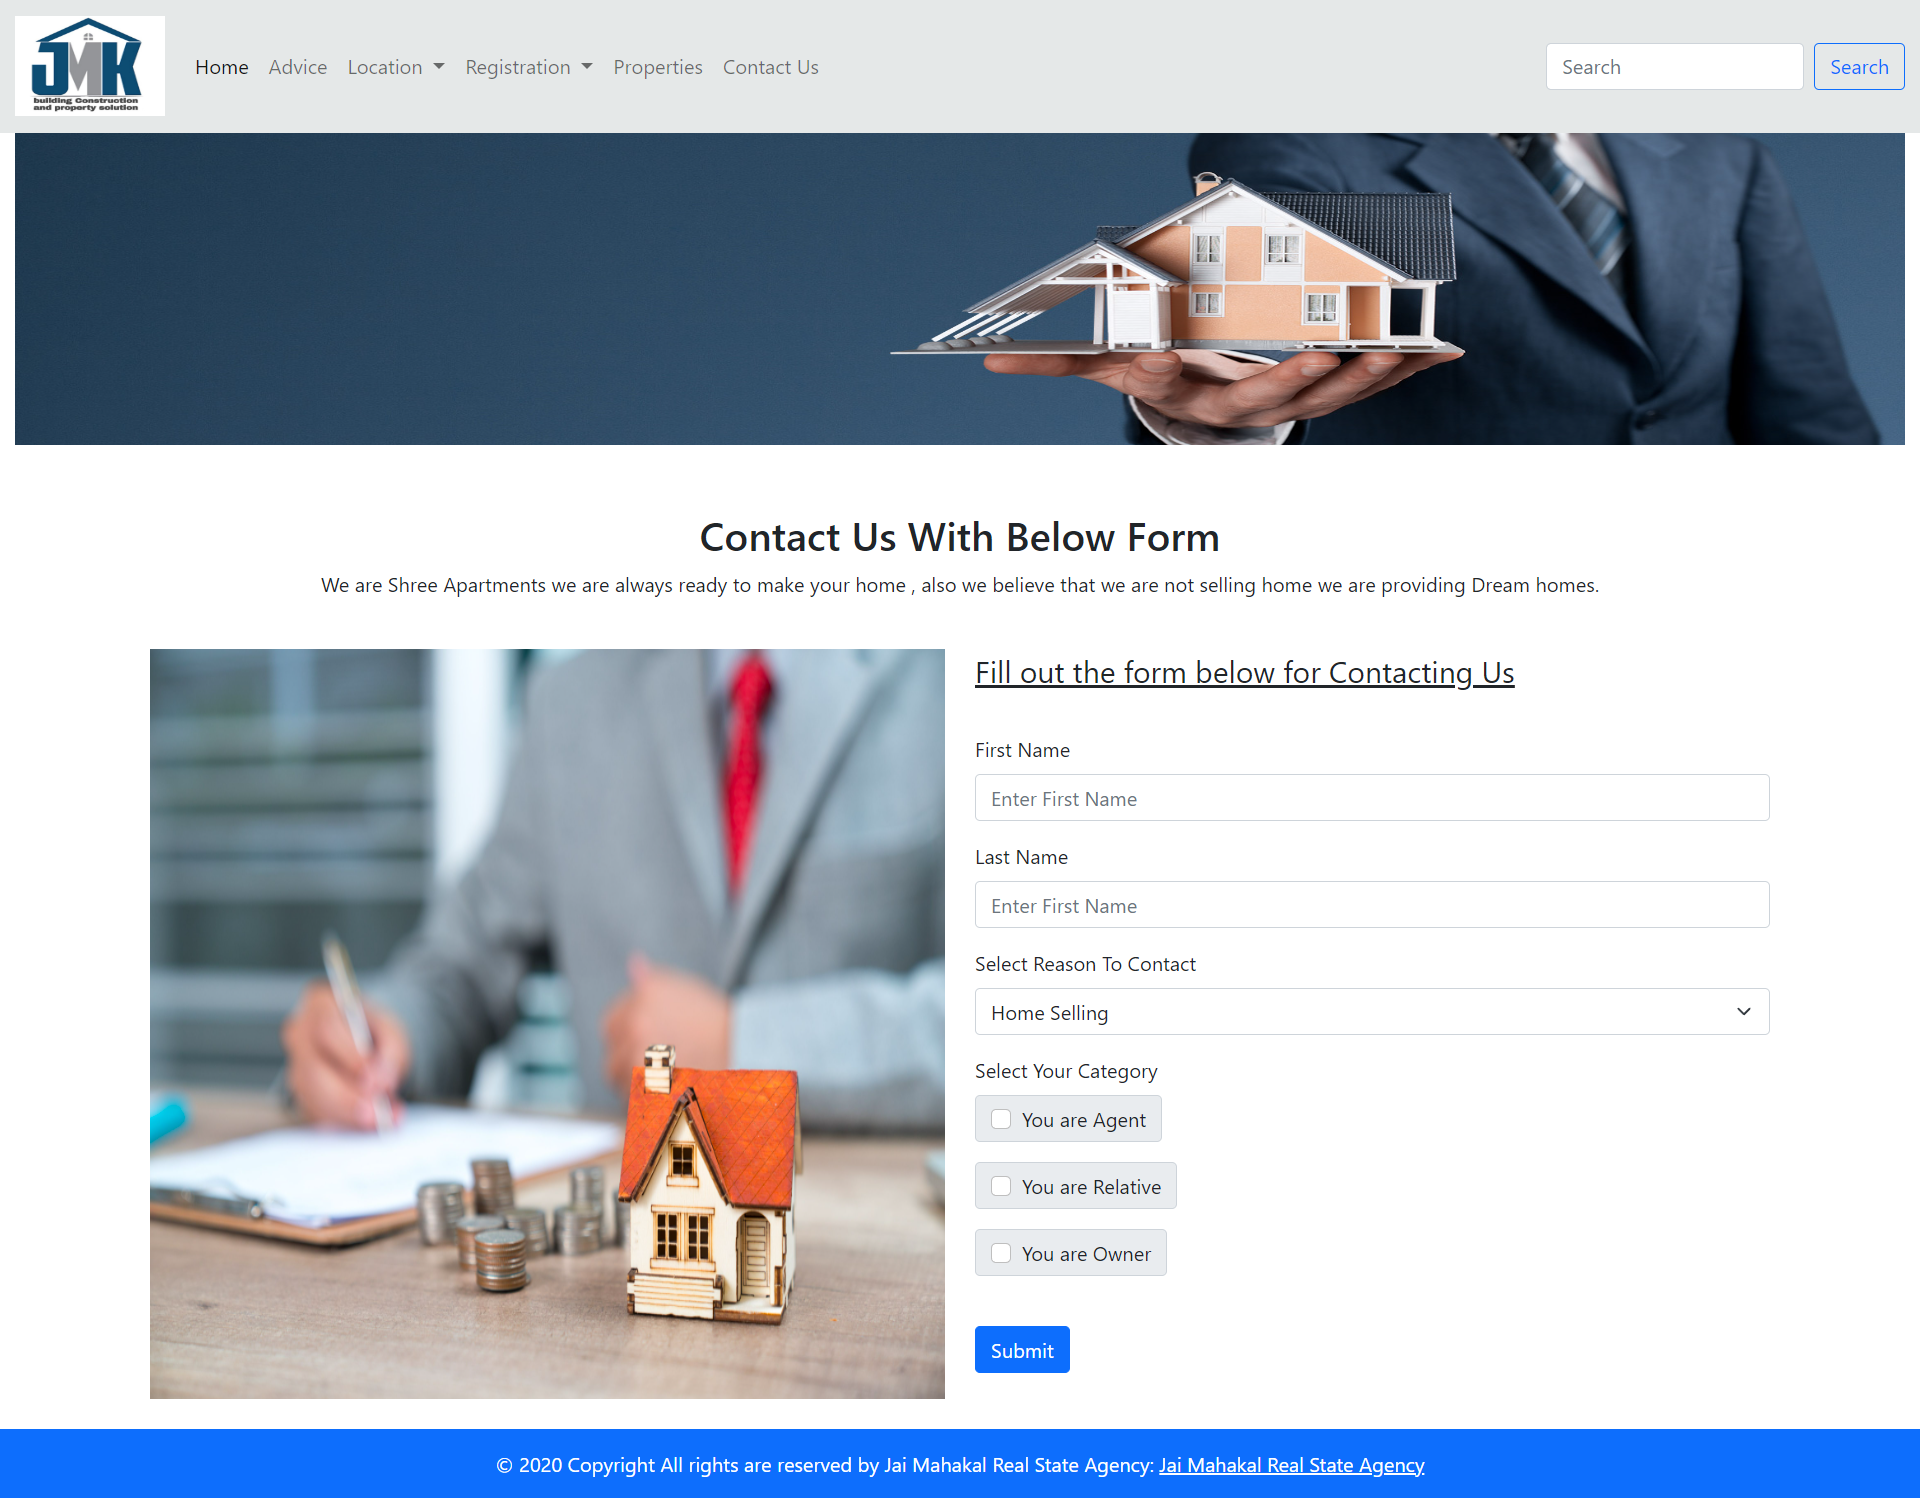 JMK
building Construction
and property solution
Home Advice Location Registration Properties Contact Us
Search Search
Contact Us With Below Form
We are Shree Apartments we are always ready to make your home , also we believe that we are not selling home we are providing Dream homes.
Fill out the form below for Contacting Us
First Name
Enter First Name
Last Name
Enter First Name
Select Reason To Contact
Home Selling
Select Your Category
You are Agent
You are Relative
You are Owner
Submit
© 2020 Copyright All rights are reserved by Jai Mahakal Real State Agency: Jai Mahakal Real State Agency